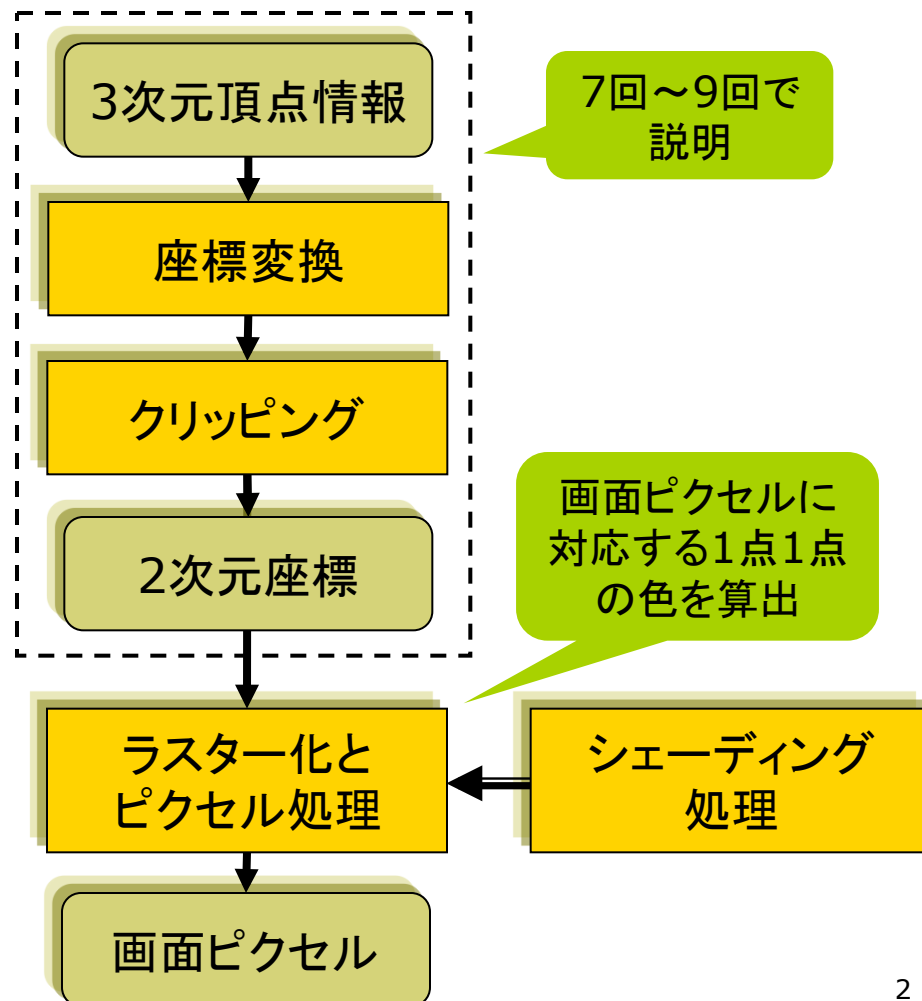 3次元頂点情報
7回～9回で
説明
座標変換
クリッピング
2次元座標
画面ピクセルに
対応する1点1点
の色を算出
ラスター化と
ピクセル処理
シェーディング
処理
画面ピクセル
2